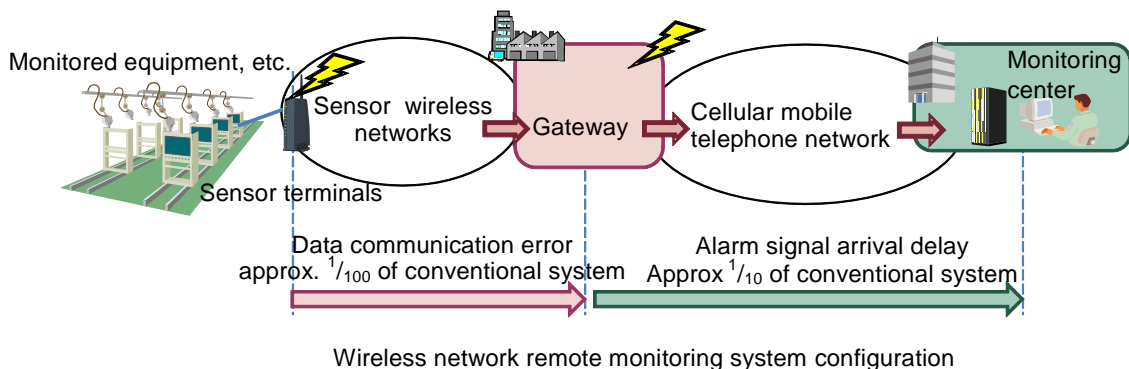 Monitored equipment, etc.
Sensor terminals
Sensor wireless
networks
Gateway
Cellular mobile
telephone network
Monitoring
center
Data communication error
approx. 1/100 of conventional system
Alarm signal arrival delay
Approx 1/10 of conventional system
Wireless network remote monitoring system configuration